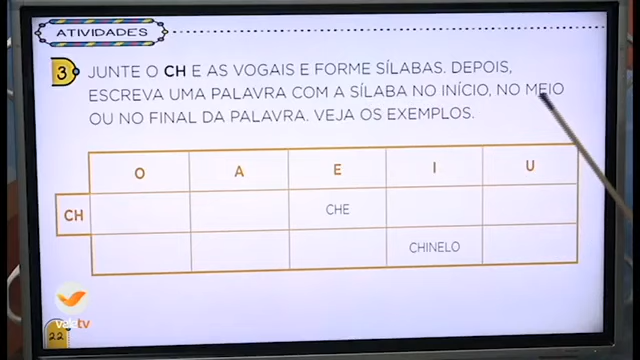 ATIVIDADES
3 JUNTE O CH E AS VOGAIS E FORME SÍLABAS. DEPOIS,
ESCREVA UMA PALAVRA COM A SÍLABA NO INÍCIO, NO MEIO
OU NO FINAL DA PALAVRA. VEJA OS EXEMPLOS.
O A E I U
CH CHE
CHINELO
tv
22